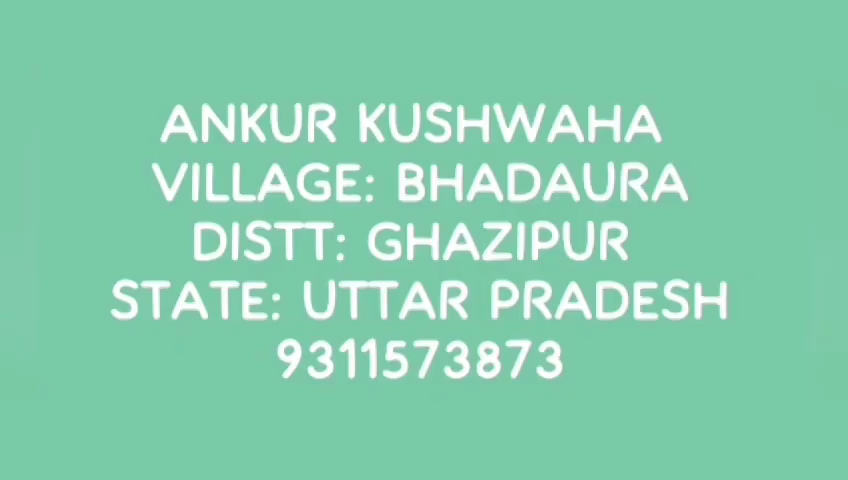 ANKUR KUSHWAHA
VILLAGE: BHADAURA
DISTT: GHAZIPUR
STATE: UTTAR PRADESH
9311573873